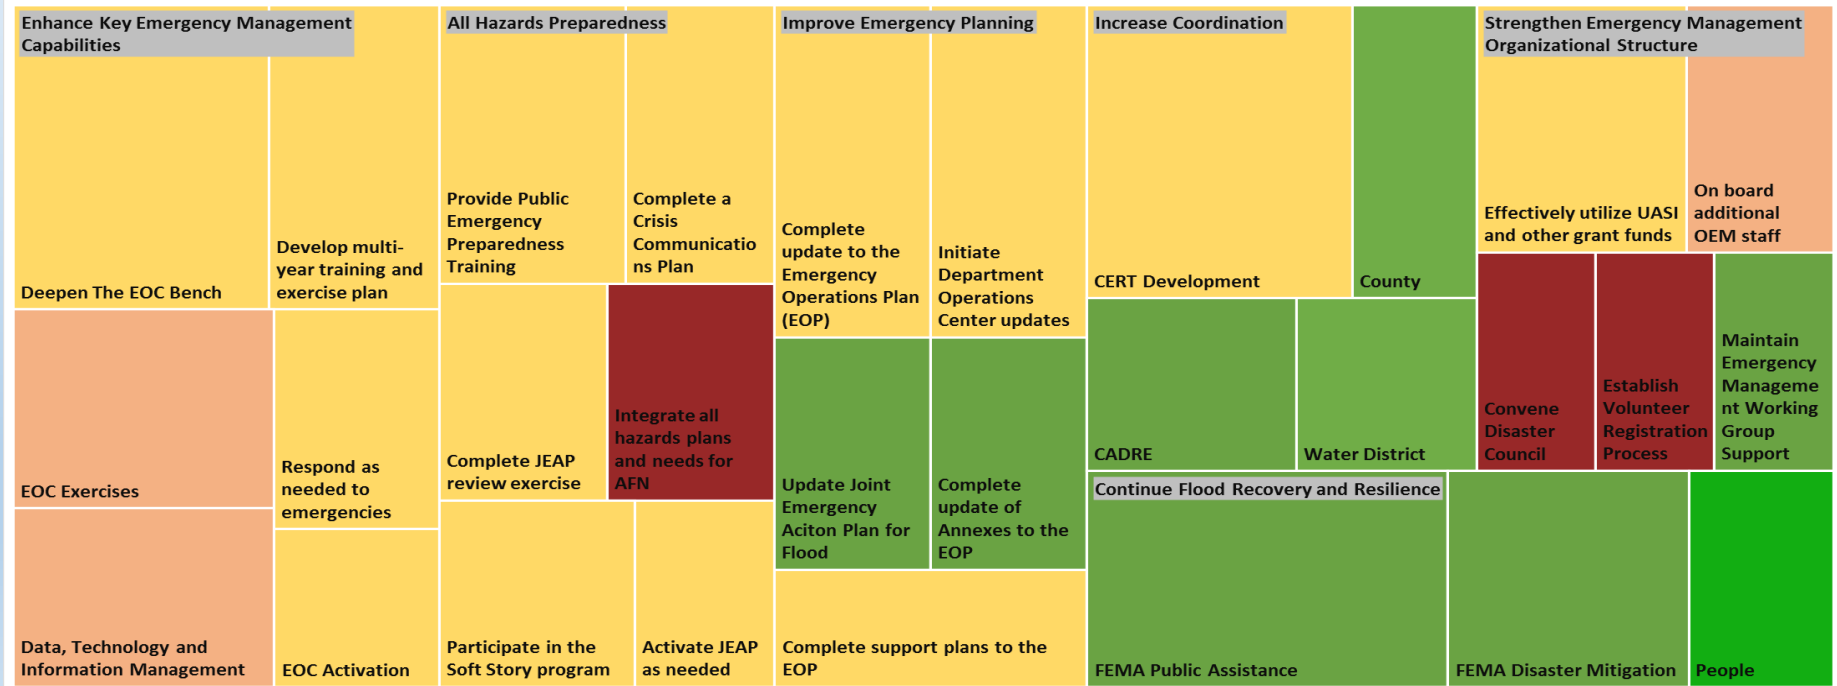 Enhance Key Emergency Management
Capabilities
Deepen The EOC Bench
Develop multi-
year training and
exercise plan
EOC Exercises
Respond as
needed to
emergencies
Data, Technology and
Information Management
EOC Activation
All Hazards Preparedness
Provide Public
Emergency
Preparedness
Training
Complete a
Crisis
Communicatio
ns Plan
Complete JEAP
review exercise
Integrate all
hazards plans
and needs for
AFN
Participate in the
Soft Story program
Activate JEAP
as needed
Improve Emergency Planning
Complete
update to the
Emergency
Operations Plan
(EOP)
Initiate
Department
Operations
Center updates
Update Joint
Emergency
Aciton Plan for
Flood
Complete
update of
Annexes to the
EOP
Complete support plans to the
EOP
Increase Coordination
CERT Development
County
CADRE
Water District
Strengthen Emergency Management
Organizational Structure
Effectively utilize UASI
and other grant funds
On board
additional
OEM staff
Convene
Disaster
Council
Establish
Volunteer
Registration
Process
Maintain
Emergency
Manageme
nt Working
Group
Support
Continue Flood Recovery and Resilience
FEMA Public Assistance
FEMA Disaster Mitigation
People